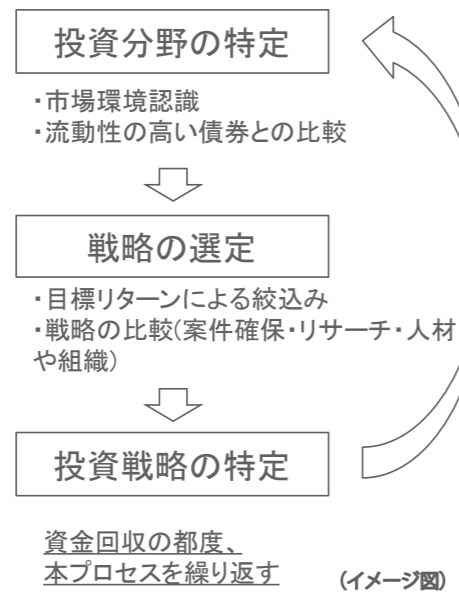 投資分野の特定
・市場環境認識
・流動性の高い債券との比較
戦略の選定
・目標リターンによる絞込み
・戦略の比較(案件確保・リサーチ・人材
や組織)
投資戦略の特定
資金回収の都度、
本プロセスを繰り返す
(イメージ図)